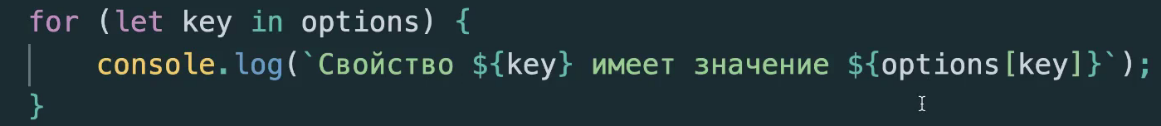 for (let key in options) {
    console.log(`Свойство ${key} имеет значение ${options[key]}`);
}